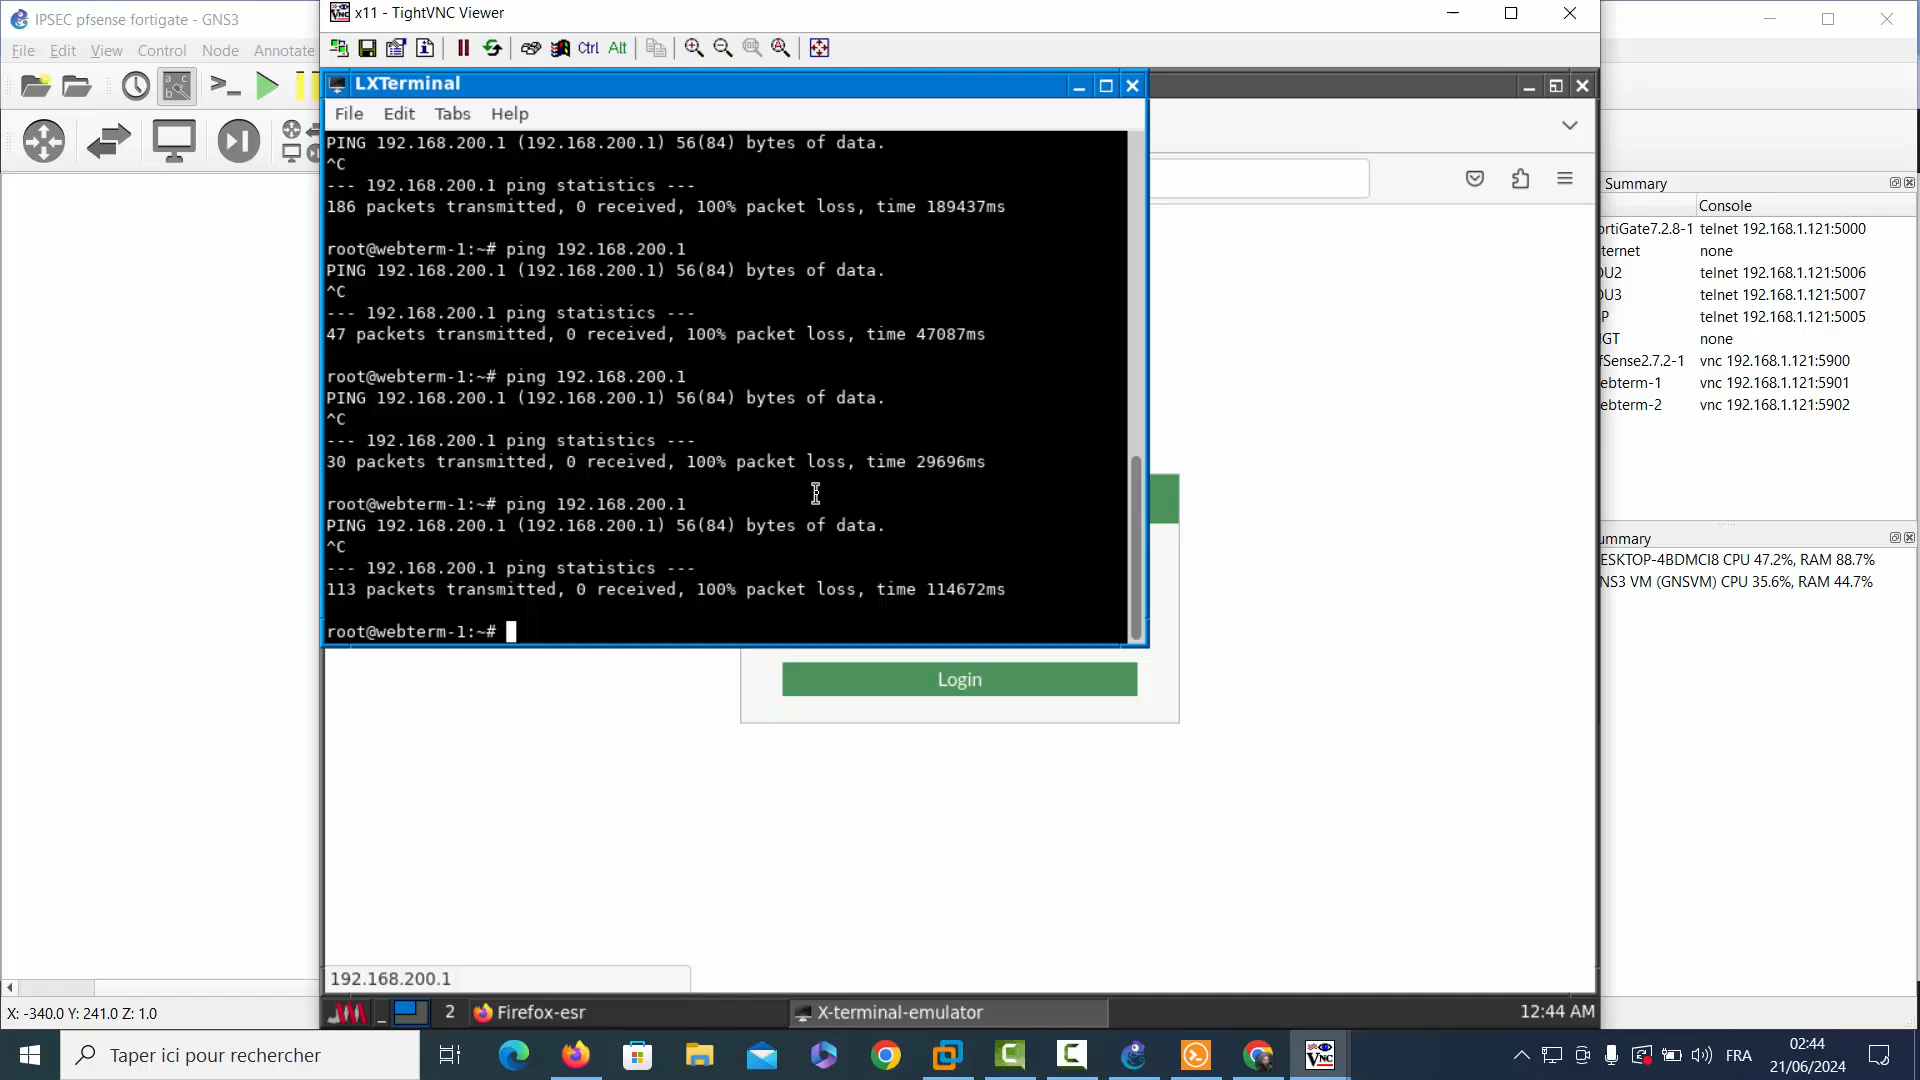 IPSEC pfsense fortigate - GNS3
File Edit View Control Node Annotate
x11 - TightVNC Viewer
Ctrl Alt
LXTerminal
File Edit Tabs Help
PING 192.168.200.1 (192.168.200.1) 56(84) bytes of data.
^C
--- 192.168.200.1 ping statistics ---
186 packets transmitted, 0 received, 100% packet loss, time 189437ms
root@webterm-1:~# ping 192.168.200.1
PING 192.168.200.1 (192.168.200.1) 56(84) bytes of data.
^C
--- 192.168.200.1 ping statistics ---
47 packets transmitted, 0 received, 100% packet loss, time 47087ms
root@webterm-1:~# ping 192.168.200.1
PING 192.168.200.1 (192.168.200.1) 56(84) bytes of data.
^C
--- 192.168.200.1 ping statistics ---
30 packets transmitted, 0 received, 100% packet loss, time 29696ms
root@webterm-1:~# ping 192.168.200.1
PING 192.168.200.1 (192.168.200.1) 56(84) bytes of data.
^C
--- 192.168.200.1 ping statistics ---
113 packets transmitted, 0 received, 100% packet loss, time 114672ms
root@webterm-1:~#
Login
192.168.200.1
2 Firefox-esr X-terminal-emulator 12:44 AM
Summary
Console
ortiGate7.2.8-1 telnet 192.168.1.121:5000
ternet none
OU2 telnet 192.168.1.121:5006
OU3 telnet 192.168.1.121:5007
P telnet 192.168.1.121:5005
GT none
fSense2.7.2-1 vnc 192.168.1.121:5900
ebterm-1 vnc 192.168.1.121:5901
ebterm-2 vnc 192.168.1.121:5902
ummary
ESKTOP-4BDMCI8 CPU 47.2%, RAM 88.7%
NS3 VM (GNSVM) CPU 35.6%, RAM 44.7%
X: -340.0 Y: 241.0 Z: 1.0
Taper ici pour rechercher
FRA
02:44
21/06/2024